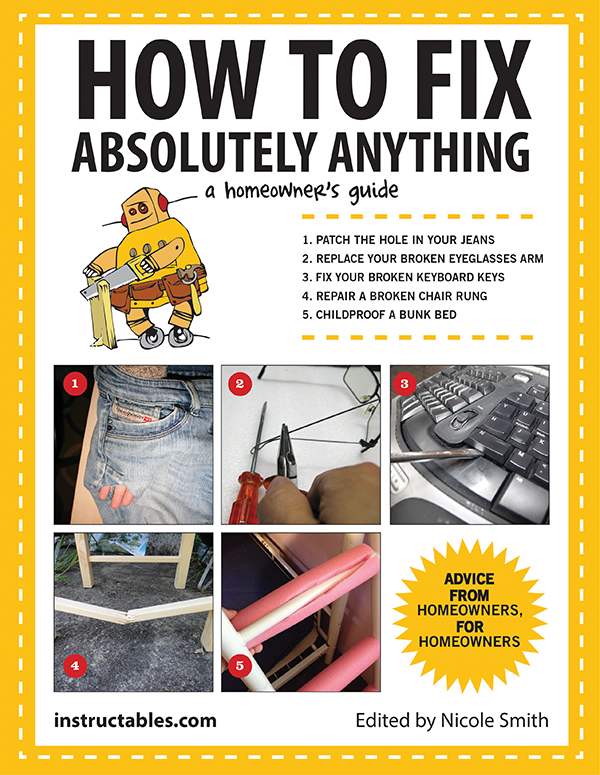 HOW TO FIX
ABSOLUTELY ANYTHING
a homeowner's guide
1. PATCH THE HOLE IN YOUR JEANS
2. REPLACE YOUR BROKEN EYEGLASSES ARM
3. FIX YOUR BROKEN KEYBOARD KEYS
4. REPAIR A BROKEN CHAIR RUNG
5. CHILDPROOF A BUNK BED
1
2
3
4
5
ADVICE
FROM
HOMEOWNERS,
FOR
HOMEOWNERS
instructables.com
Edited by Nicole Smith